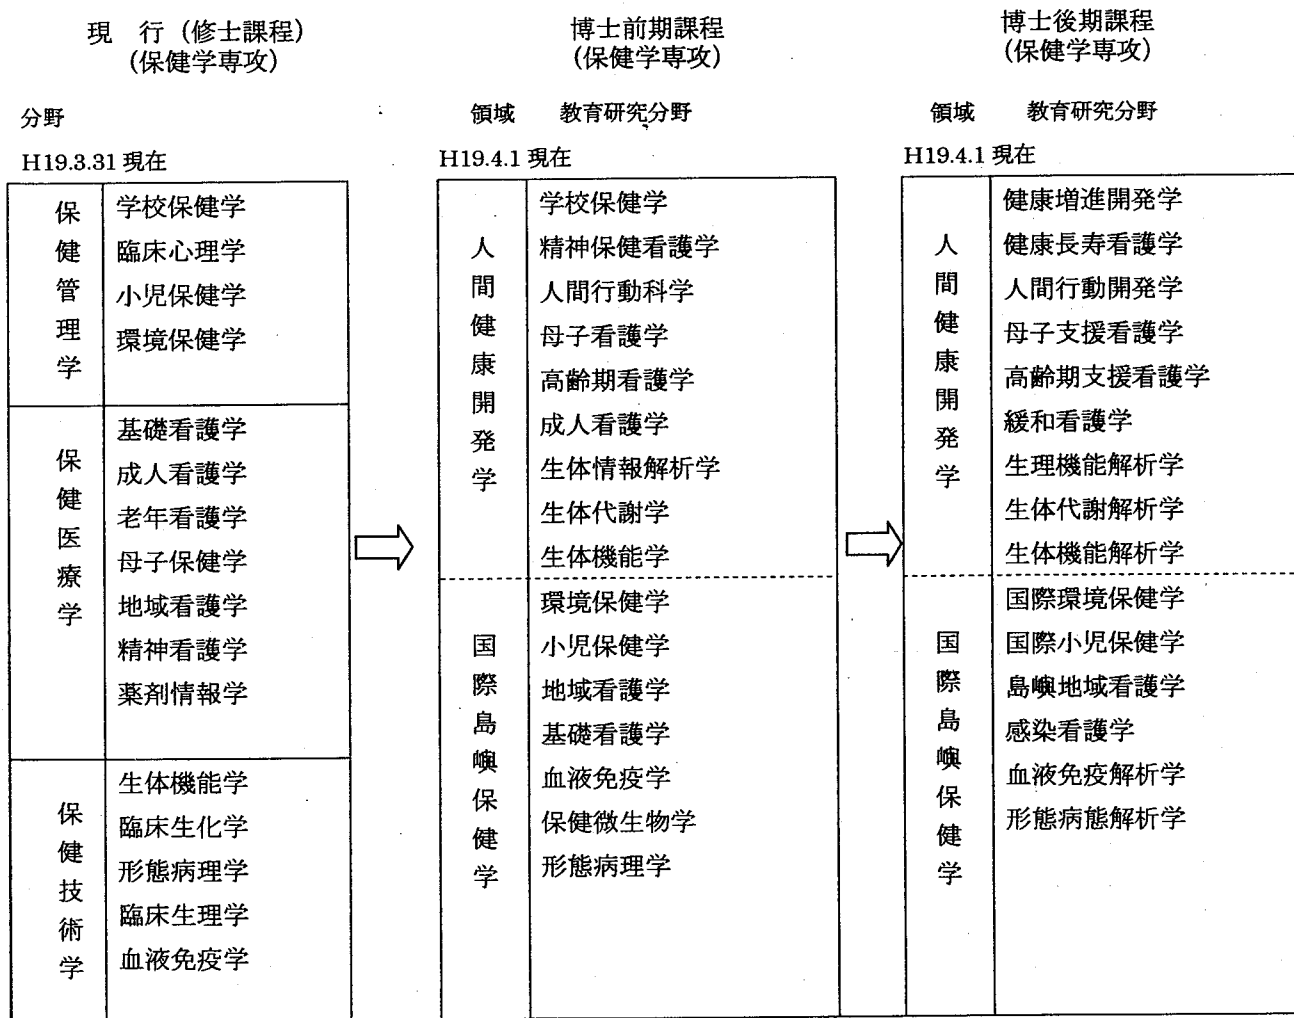 現 行（修士課程）
（保健学専攻）
分野
H19.3.31 現在
保健管理学
学校保健学
臨床心理学
小児保健学
環境保健学
保健医療学
基礎看護学
成人看護学
老年看護学
母子保健学
地域看護学
精神看護学
薬剤情報学
保健技術学
生体機能学
臨床生化学
形態病理学
臨床生理学
血液免疫学
博士前期課程
（保健学専攻）
領域 教育研究分野
H19.4.1 現在
人間健康開発学
学校保健学
精神保健看護学
人間行動科学
母子看護学
高齢期看護学
成人看護学
生体情報解析学
生体代謝学
生体機能学
国際島嶼保健学
環境保健学
小児保健学
地域看護学
基礎看護学
血液免疫学
保健微生物学
形態病理学
博士後期課程
（保健学専攻）
領域 教育研究分野
H19.4.1 現在
人間健康開発学
健康増進開発学
健康長寿看護学
人間行動開発学
母子支援看護学
高齢期支援看護学
緩和看護学
生理機能解析学
生体代謝解析学
生体機能解析学
国際島嶼保健学
国際環境保健学
国際小児保健学
島嶼地域看護学
感染看護学
血液免疫解析学
形態病態解析学